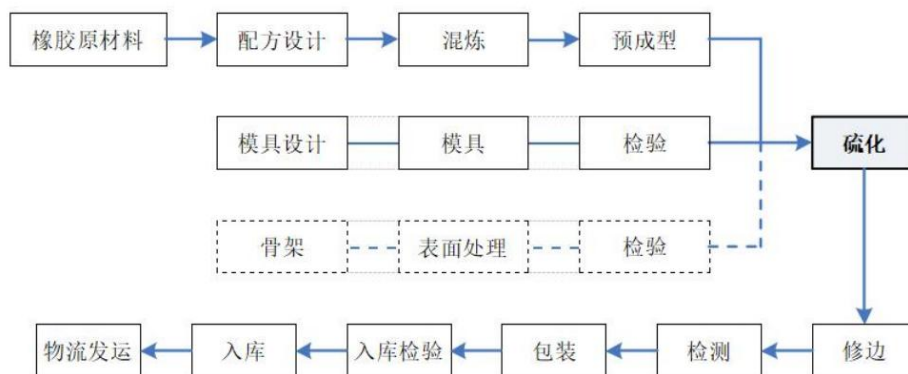 橡胶原材料
配方设计
混炼
预成型
模具设计
模具
检验
硫化
骨架
表面处理
检验
物流发运
入库
入库检验
包装
检测
修边